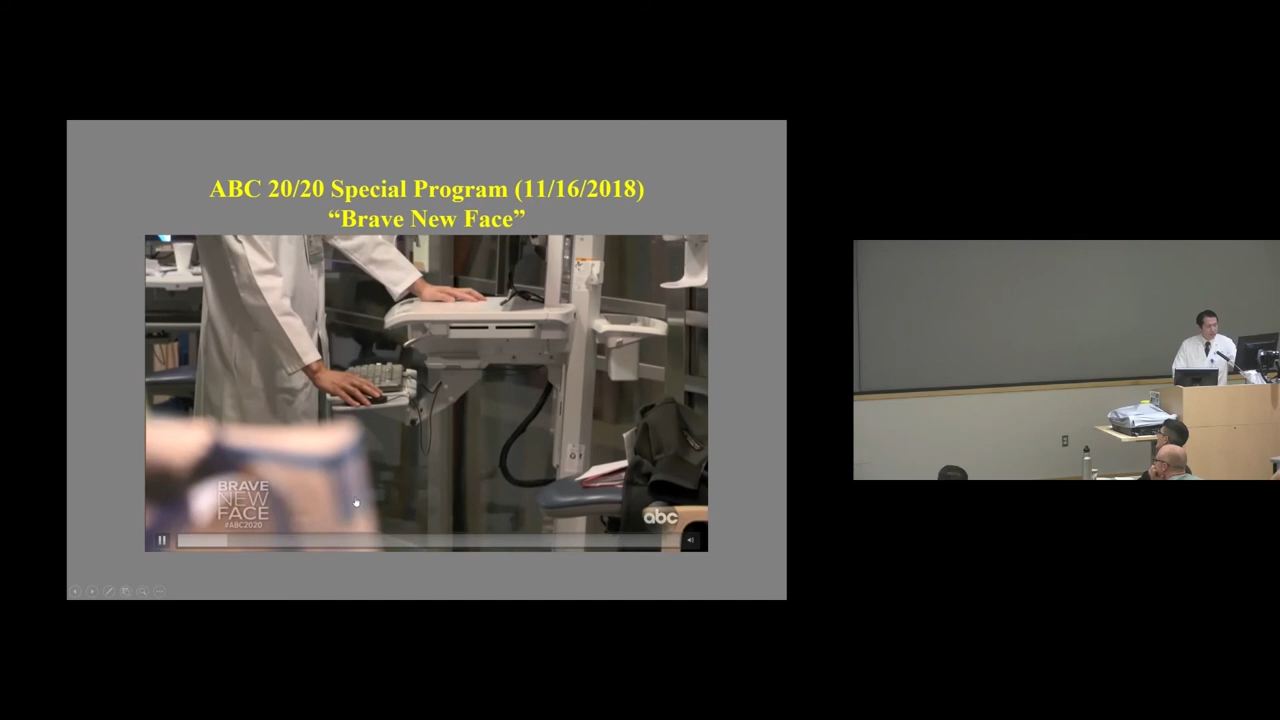 ABC 20/20 Special Program (11/16/2018)
“Brave New Face”
BRAVE
NEW
FACE
#ABC2020
abc